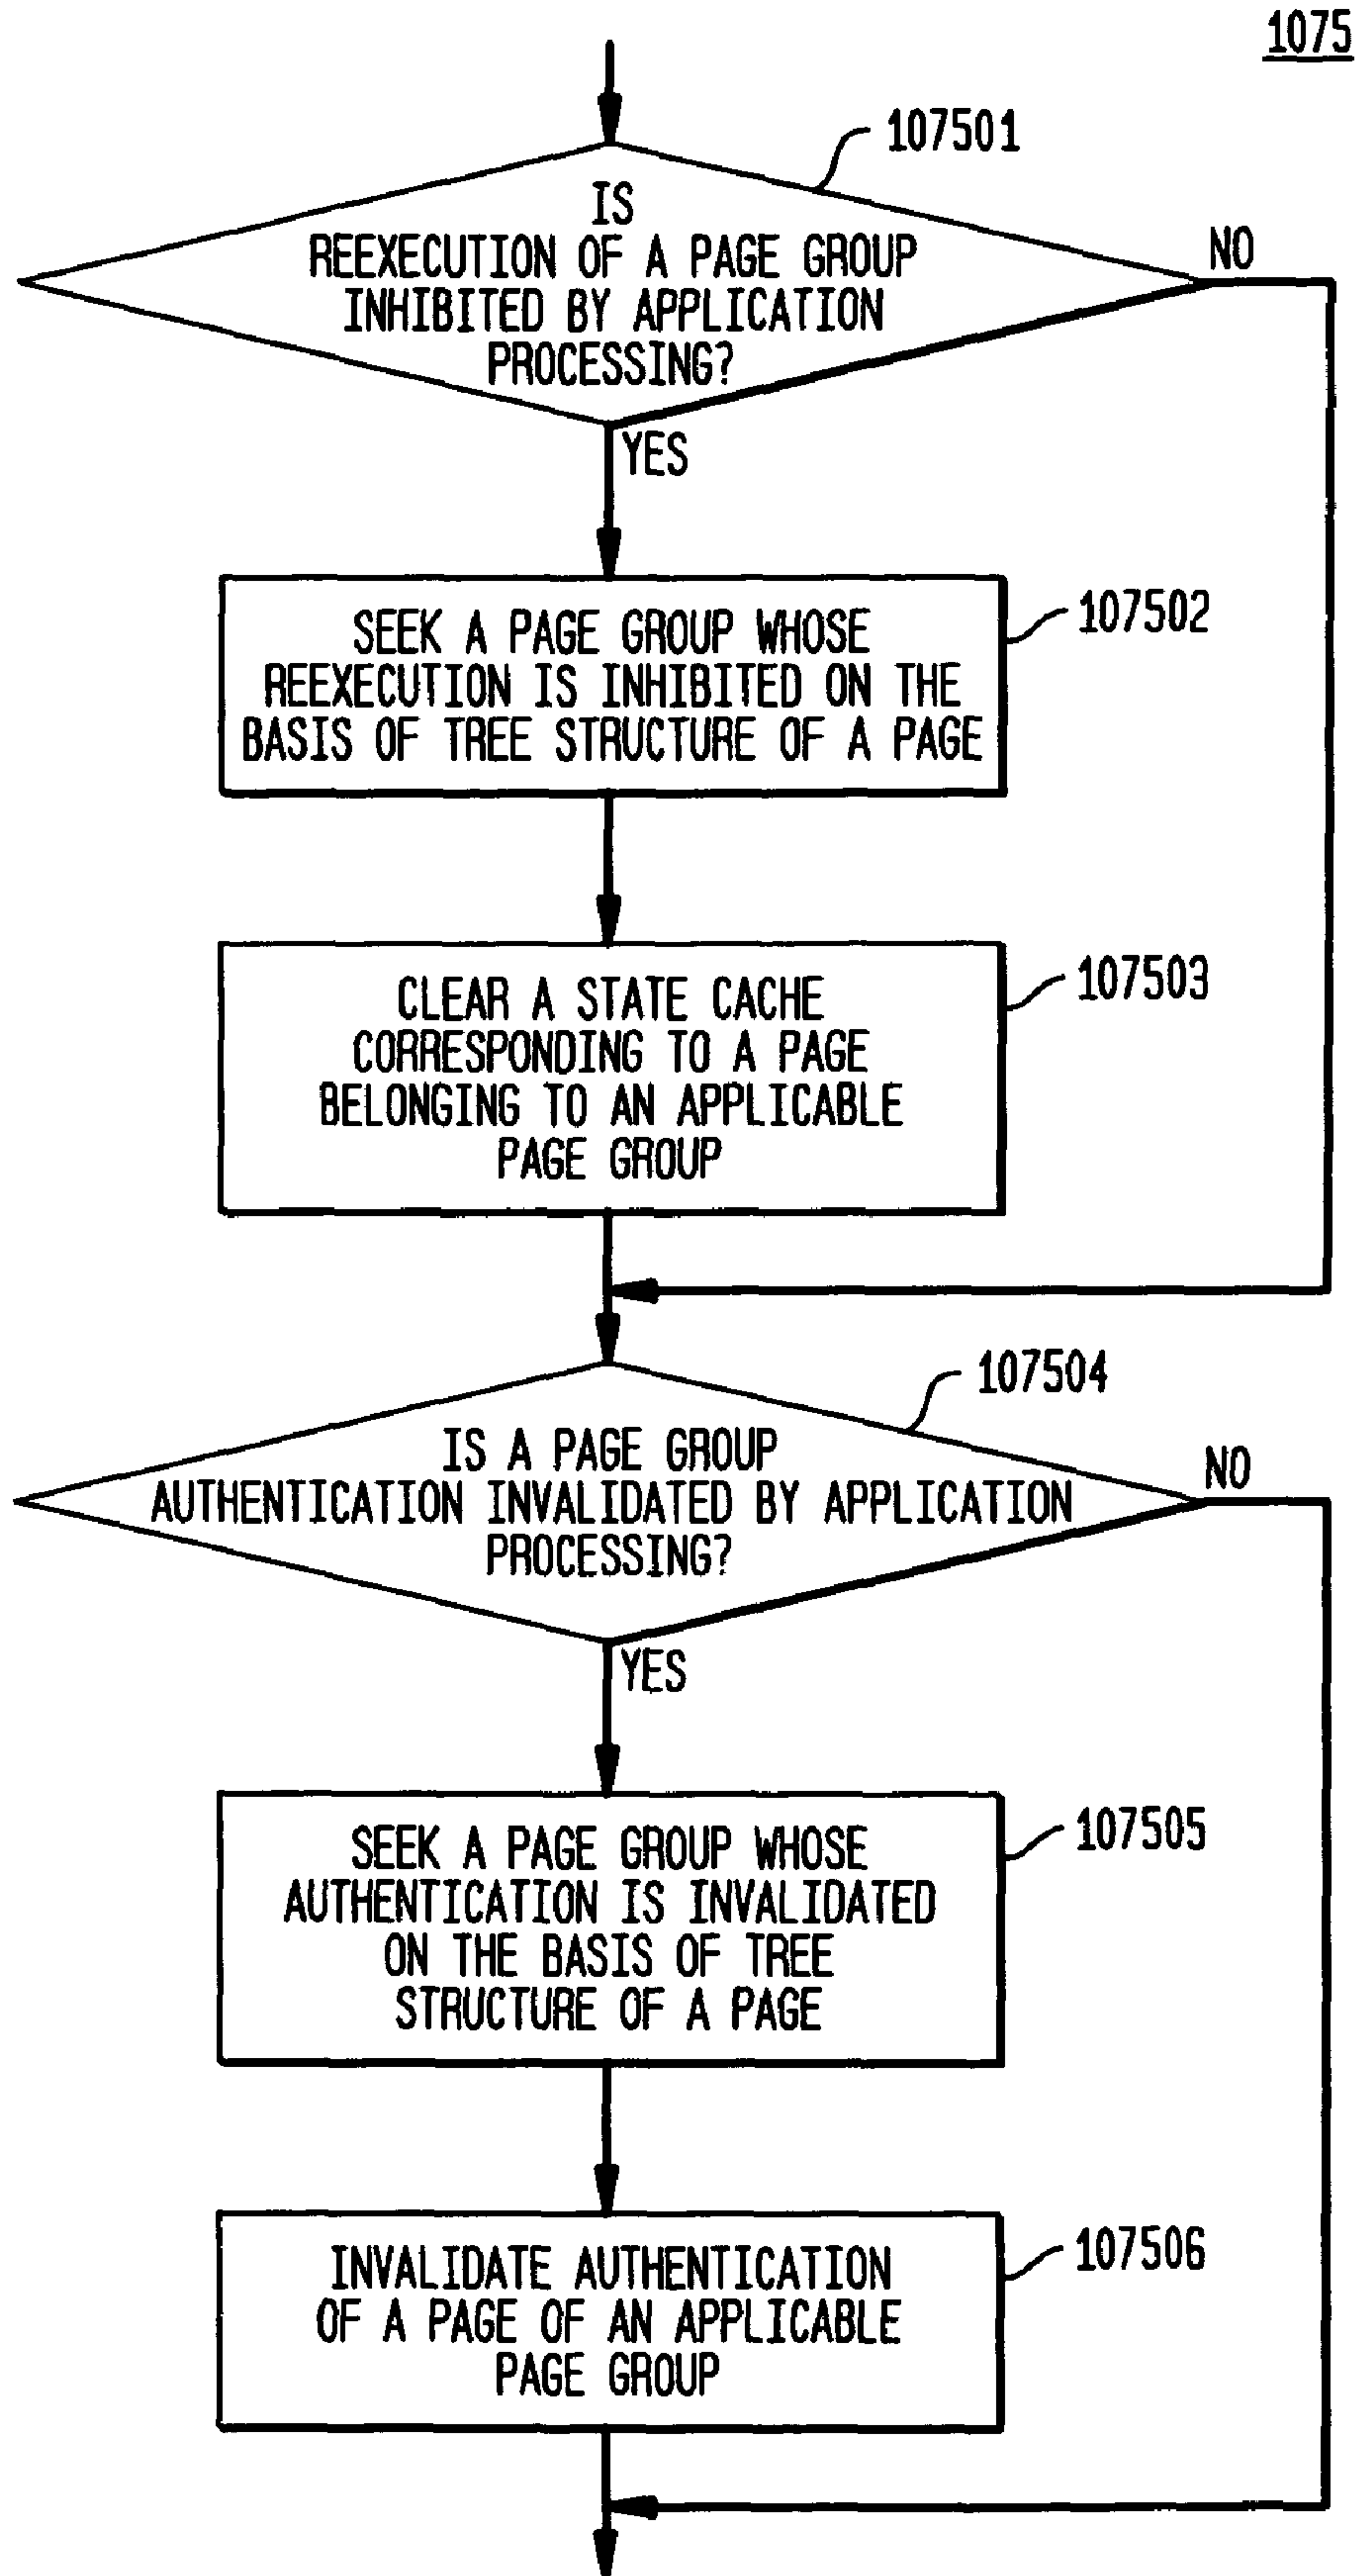 1075
107501
IS
REEXECUTION OF A PAGE GROUP
INHIBITED BY APPLICATION
PROCESSING?
NO
YES
107502
SEEK A PAGE GROUP WHOSE
REEXECUTION IS INHIBITED ON THE
BASIS OF TREE STRUCTURE OF A PAGE
107503
CLEAR A STATE CACHE
CORRESPONDING TO A PAGE
BELONGING TO AN APPLICABLE
PAGE GROUP
107504
IS A PAGE GROUP
AUTHENTICATION INVALIDATED BY APPLICATION
PROCESSING?
NO
YES
107505
SEEK A PAGE GROUP WHOSE
AUTHENTICATION IS INVALIDATED
ON THE BASIS OF TREE
STRUCTURE OF A PAGE
107506
INVALIDATE AUTHENTICATION
OF A PAGE OF AN APPLICABLE
PAGE GROUP